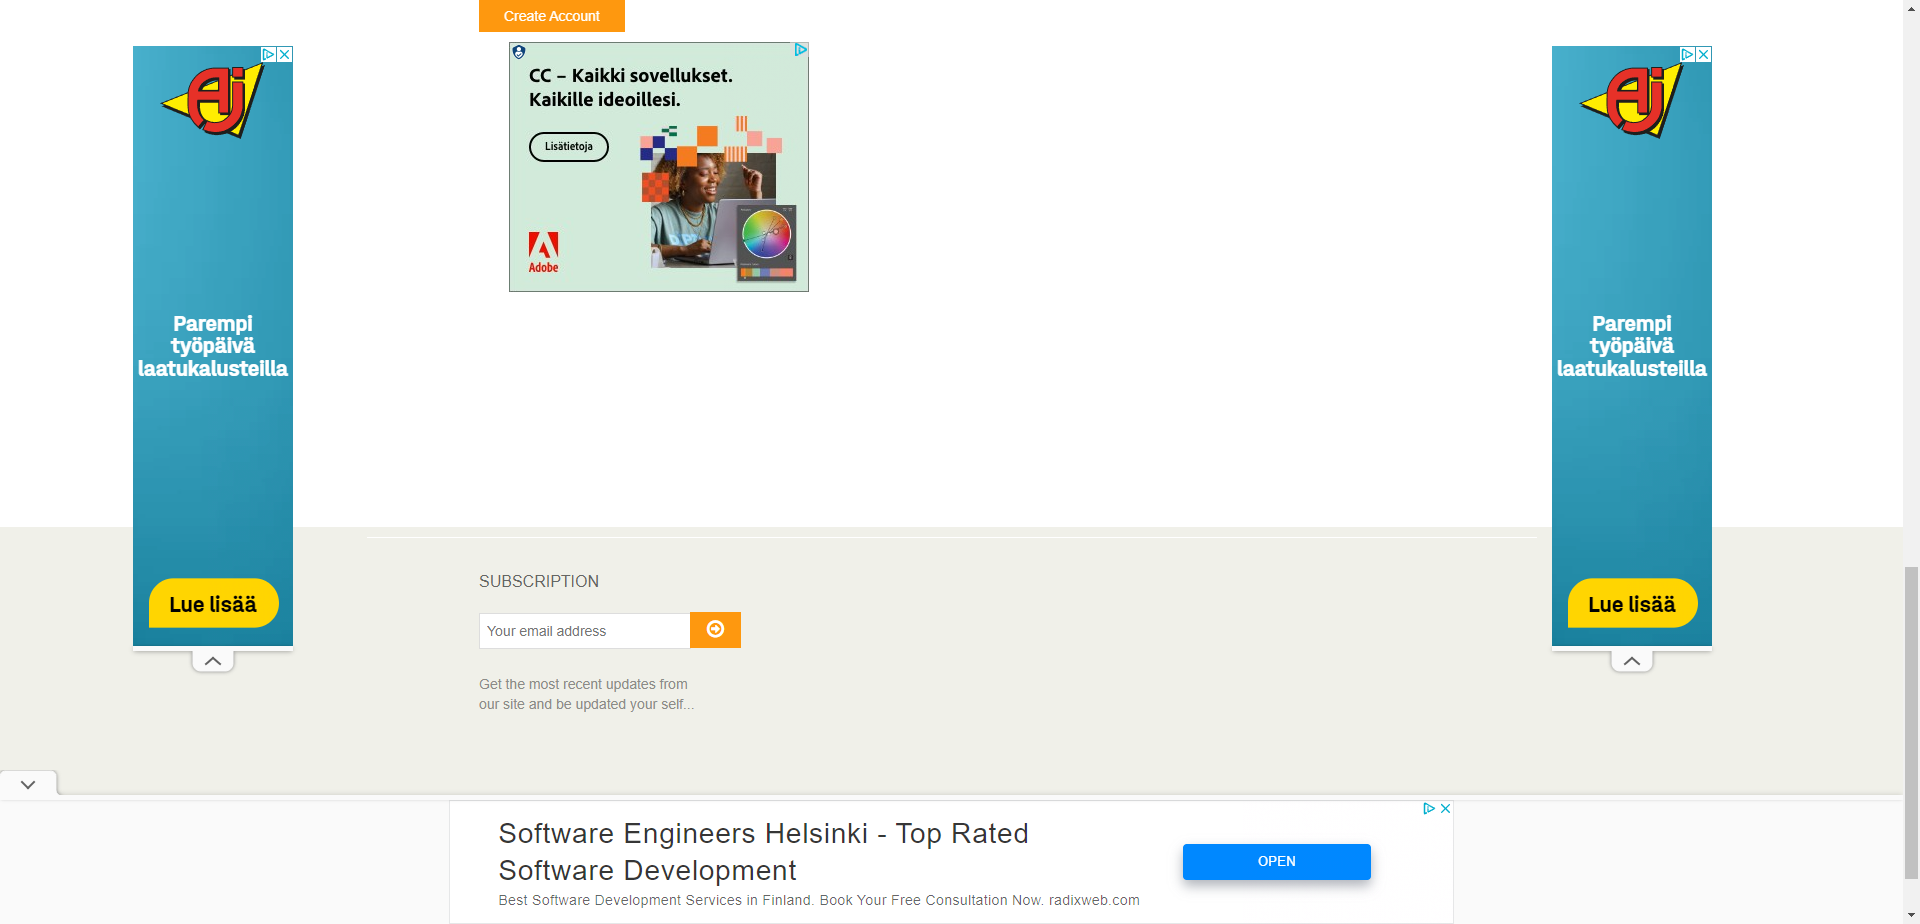 Create Account
CC – Kaikki sovellukset.
Kaikille ideoillesi.
Lisätietoja
Adobe
AJ
Parempi
työpäivä
laatukalusteilla
Lue lisää
AJ
Parempi
työpäivä
laatukalusteilla
Lue lisää
SUBSCRIPTION
Your email address
Get the most recent updates from
our site and be updated your self...
Software Engineers Helsinki - Top Rated
Software Development
Best Software Development Services in Finland. Book Your Free Consultation Now. radixweb.com
OPEN